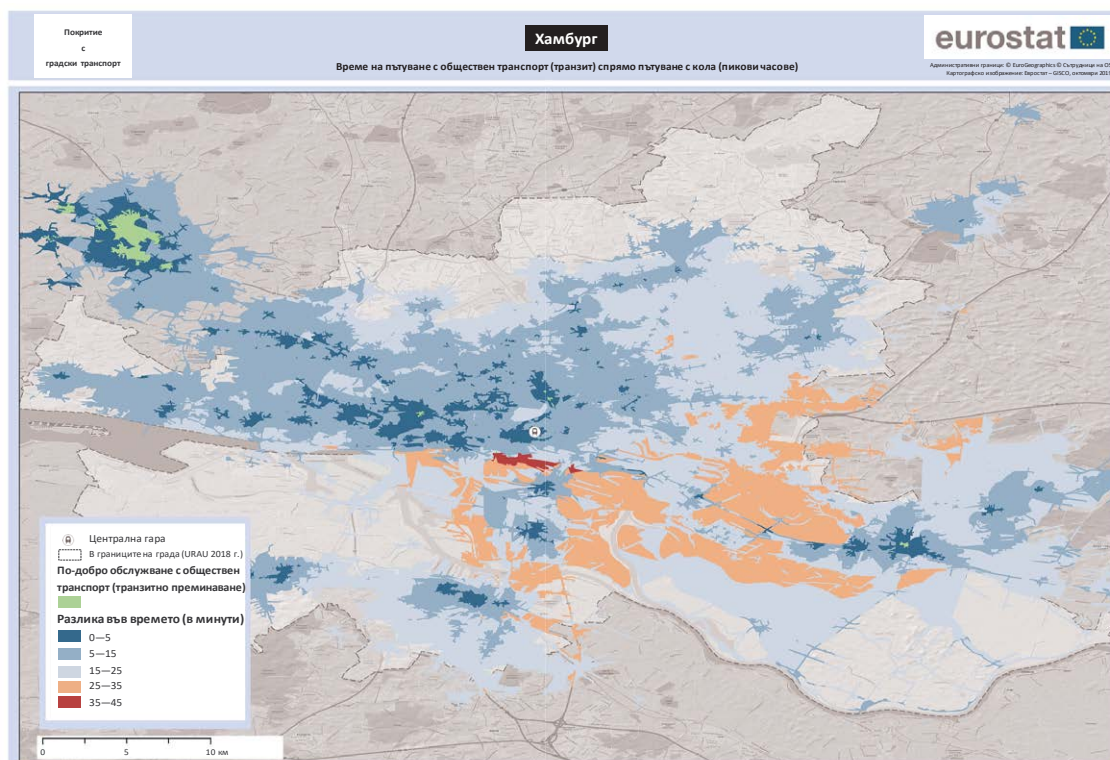 Покритие
с
градски транспорт
Хамбург
Време на пътуване с обществен транспорт (транзит) спрямо пътуване с кола (пикови часове)
eurostat
Административни граници: © EuroGeographics © Сътрудници на OS
Картографско изображение: Евростат – GISCO, октомври 201
Централна гара
В границите на града (URAU 2018 г.)
По-добро обслужване с обществен
транспорт (транзитно преминаване)
Разлика във времето (в минути)
0—5
5—15
15—25
25—35
35—45
0 5 10 км